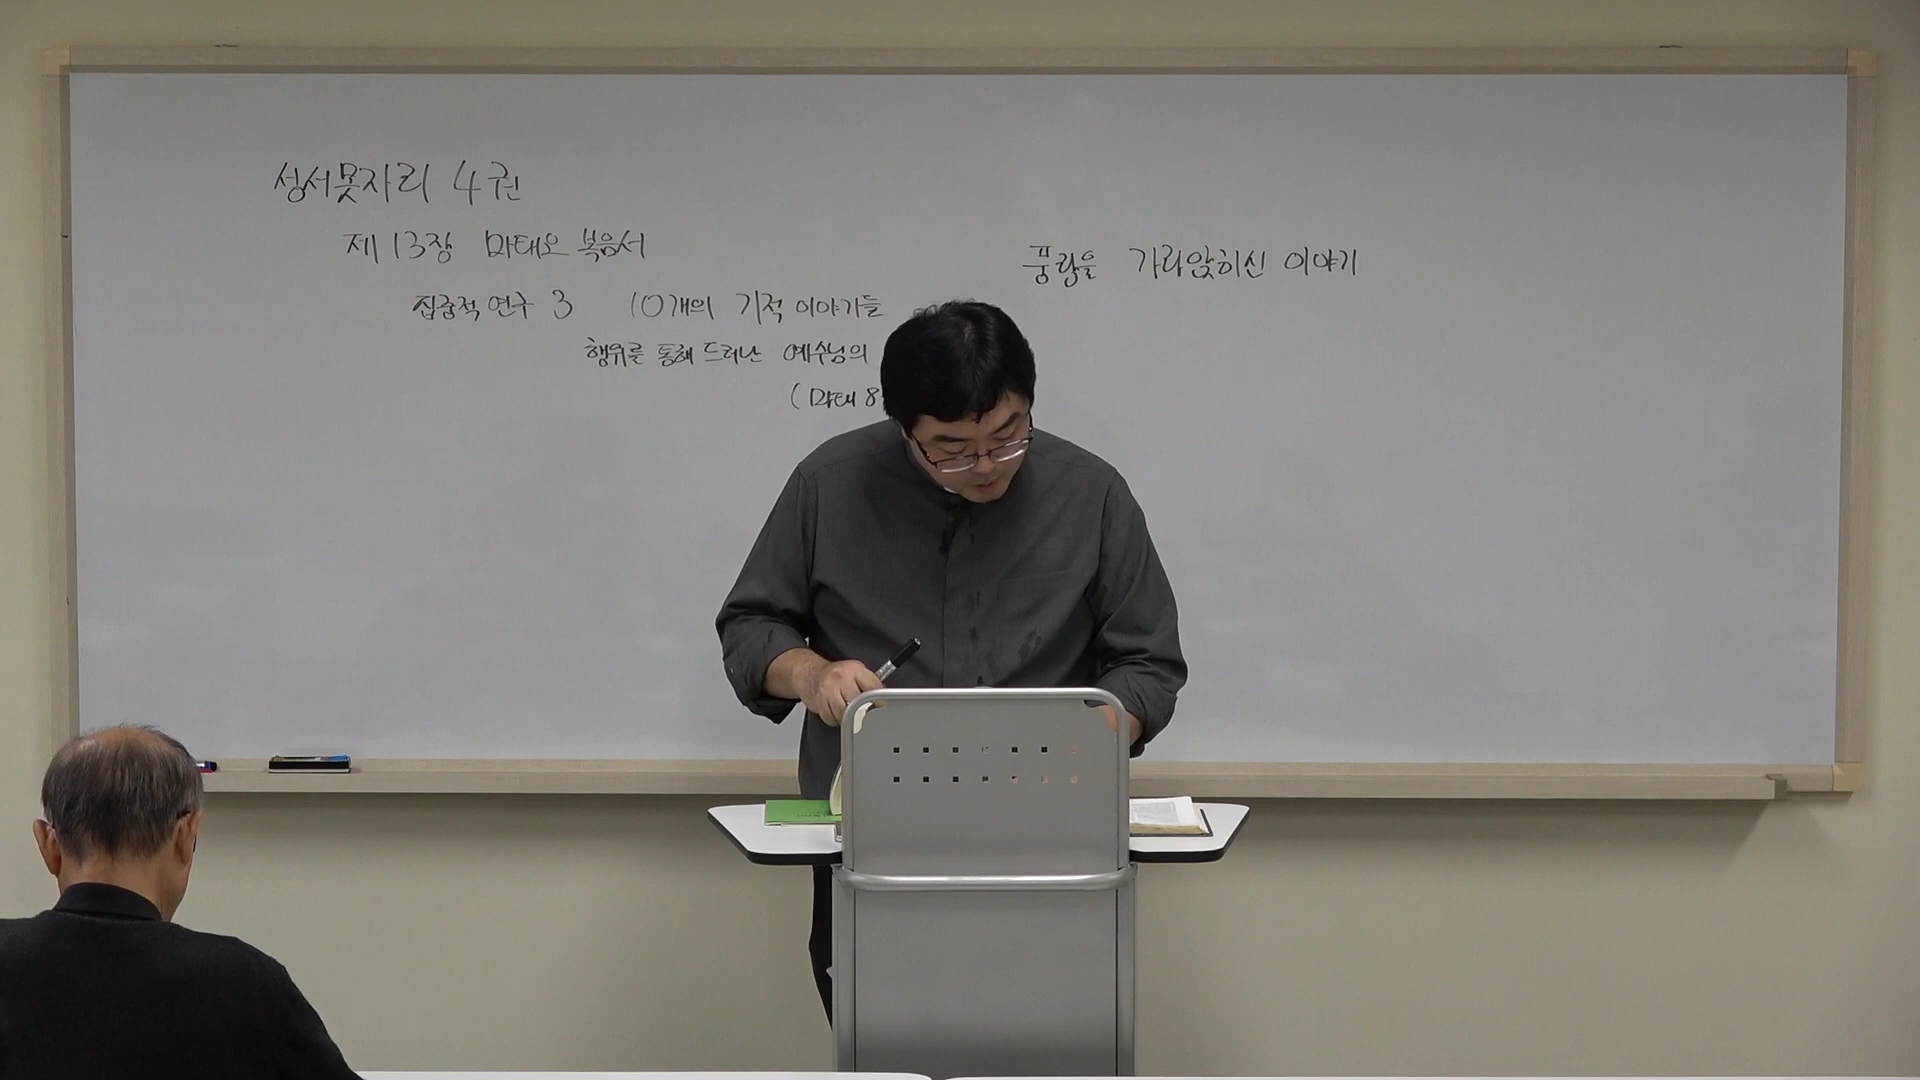 성서못자리 4권
제13장 마태오 복음서
집중적 연구 3 10개의 기적 이야기들
행위를 통해 드러난 예수님의
(마태 8
풍랑을 가라앉히신 이야기